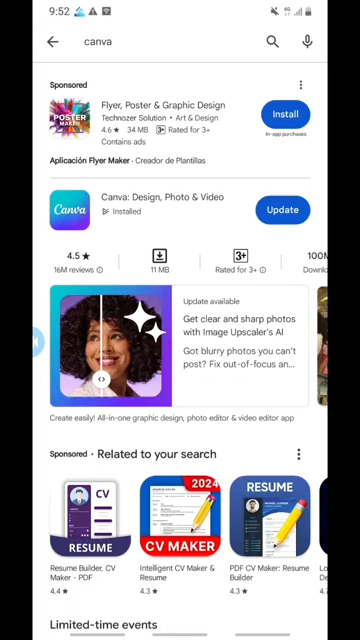 9:52
canva
Sponsored
Flyer, Poster & Graphic Design
Technozer Solution • Art & Design
4.6★ 34 MB 3+ Rated for 3+
Contains ads
Install
In-app purchases
POSTER
MAKER
Aplicación Flyer Maker • Creador de Plantillas
Canva
Canva: Design, Photo & Video
Installed
Update
4.5★
16M reviews
11 MB
3+
Rated for 3+
100M
Downlo
Update available
Get clear and sharp photos
with Image Upscaler's AI
Got blurry photos you can't
post? Fix out-of-focus an...
Create easily! All-in-one graphic design, photo editor & video editor app
Sponsored • Related to your search
CV
RESUME
2024
CV MAKER
RESUME
Resume Builder, CV
Maker - PDF
4.4★
Intelligent CV Maker &
Resume
4.3★
PDF CV Maker: Resume
Builder
4.3★
Limited-time events